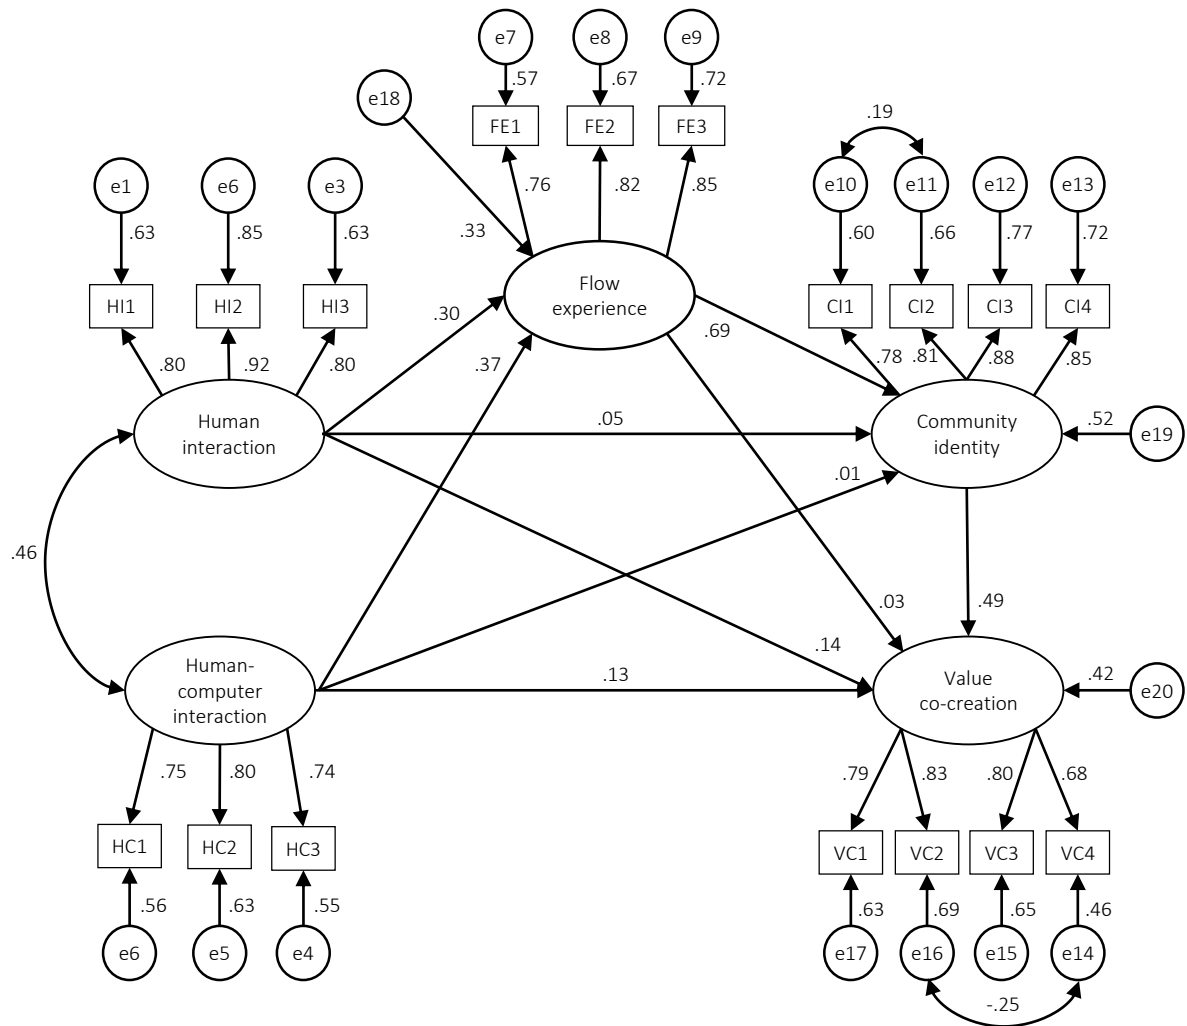 e7
e8
e9
.57
.67
.72
e18
FE1
FE2
FE3
.19
e1
e6
e3
.76
.82
.85
e10
e11
e12
e13
.63
.85
.63
.33
.60
.66
.77
.72
HI1
HI2
HI3
Flow
experience
CI1
CI2
CI3
CI4
.30
.69
.80
.92
.80
.37
.78
.81
.88
.85
Human
interaction
.05
Community
identity
.52
e19
.01
.46
.03
.49
.14
Human-
computer
interaction
.13
Value
co-creation
.42
e20
.75
.80
.74
.79
.83
.80
.68
HC1
HC2
HC3
VC1
VC2
VC3
VC4
.56
.63
.55
.63
.69
.65
.46
e6
e5
e4
e17
e16
e15
e14
-.25